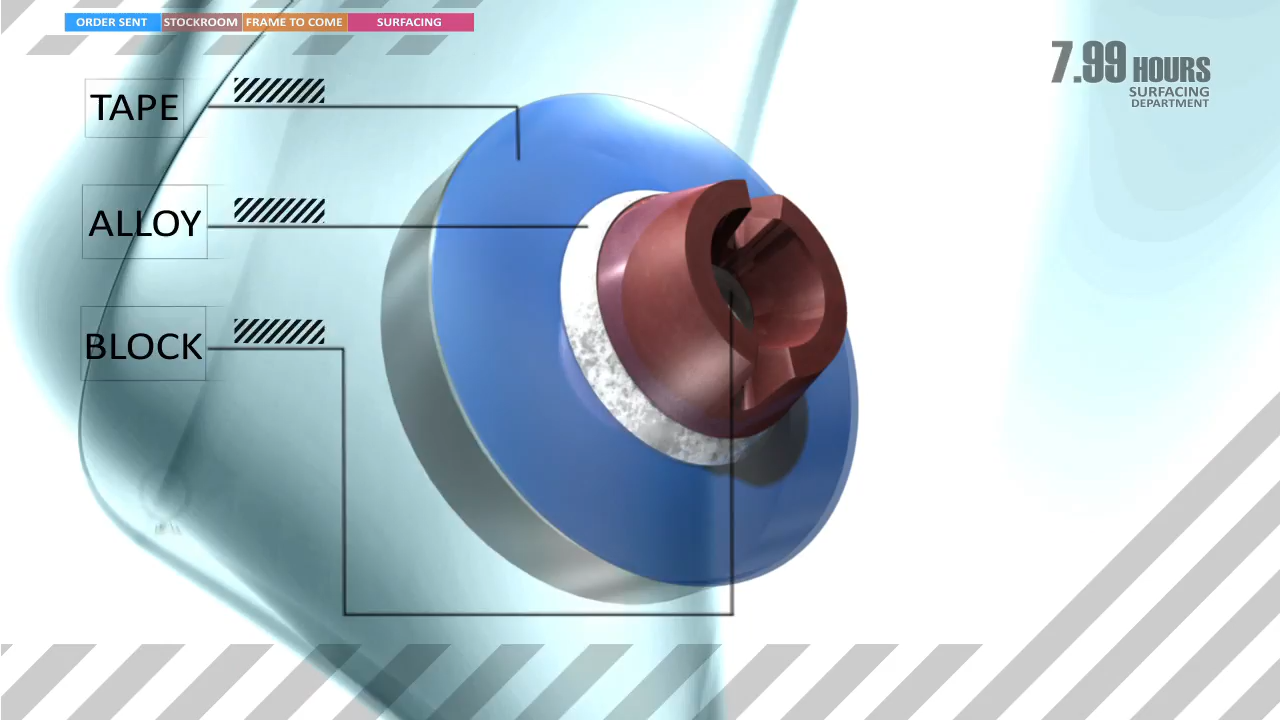 ORDER SENT
STOCKROOM
FRAME TO COME
SURFACING
7.99 HOURS
SURFACING
DEPARTMENT
TAPE
ALLOY
BLOCK